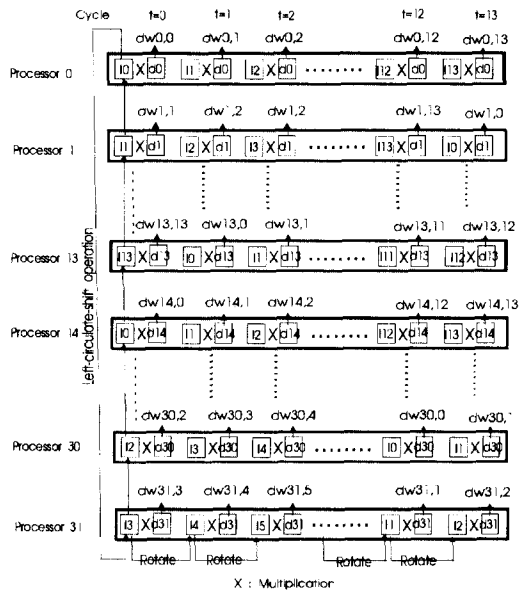 Cycle t=0 t=1 t=2 t=12 t=13
dw0,0 dw0,1 dw0,2 dw0,12 dw0,13
Processor 0 I0 X d0 I1 X d0 I2 X d0 ········ I12 X d0 I13 X d0
dw1,1 dw1,2 dw1,2 dw1,13 dw1,0
Processor 1 I1 X d1 I2 X d1 I3 X d1 ········ I13 X d1 I0 X d1
dw13,13 dw13,0 dw13,1 dw13,11 dw13,12
Processor 13 I13 X d13 I0 X d13 I1 X d13 ········ I11 X d13 I12 X d13
dw14,0 dw14,1 dw14,2 dw14,12 dw14,13
Processor 14 I0 X d14 I1 X d14 I2 X d14 ········ I12 X d14 I13 X d14
dw30,2 dw30,3 dw30,4 dw30,0 dw30,1
Processor 30 I2 X d30 I3 X d30 I4 X d30 ········ I0 X d30 I1 X d30
dw31,3 dw31,4 dw31,5 dw31,1 dw31,2
Processor 31 I3 X d31 I4 X d31 I5 X d31 ········ I1 X d31 I2 X d31
Rotate Rotate Rotate Rotate
Left-circulate-shift operation
X : Multiplication